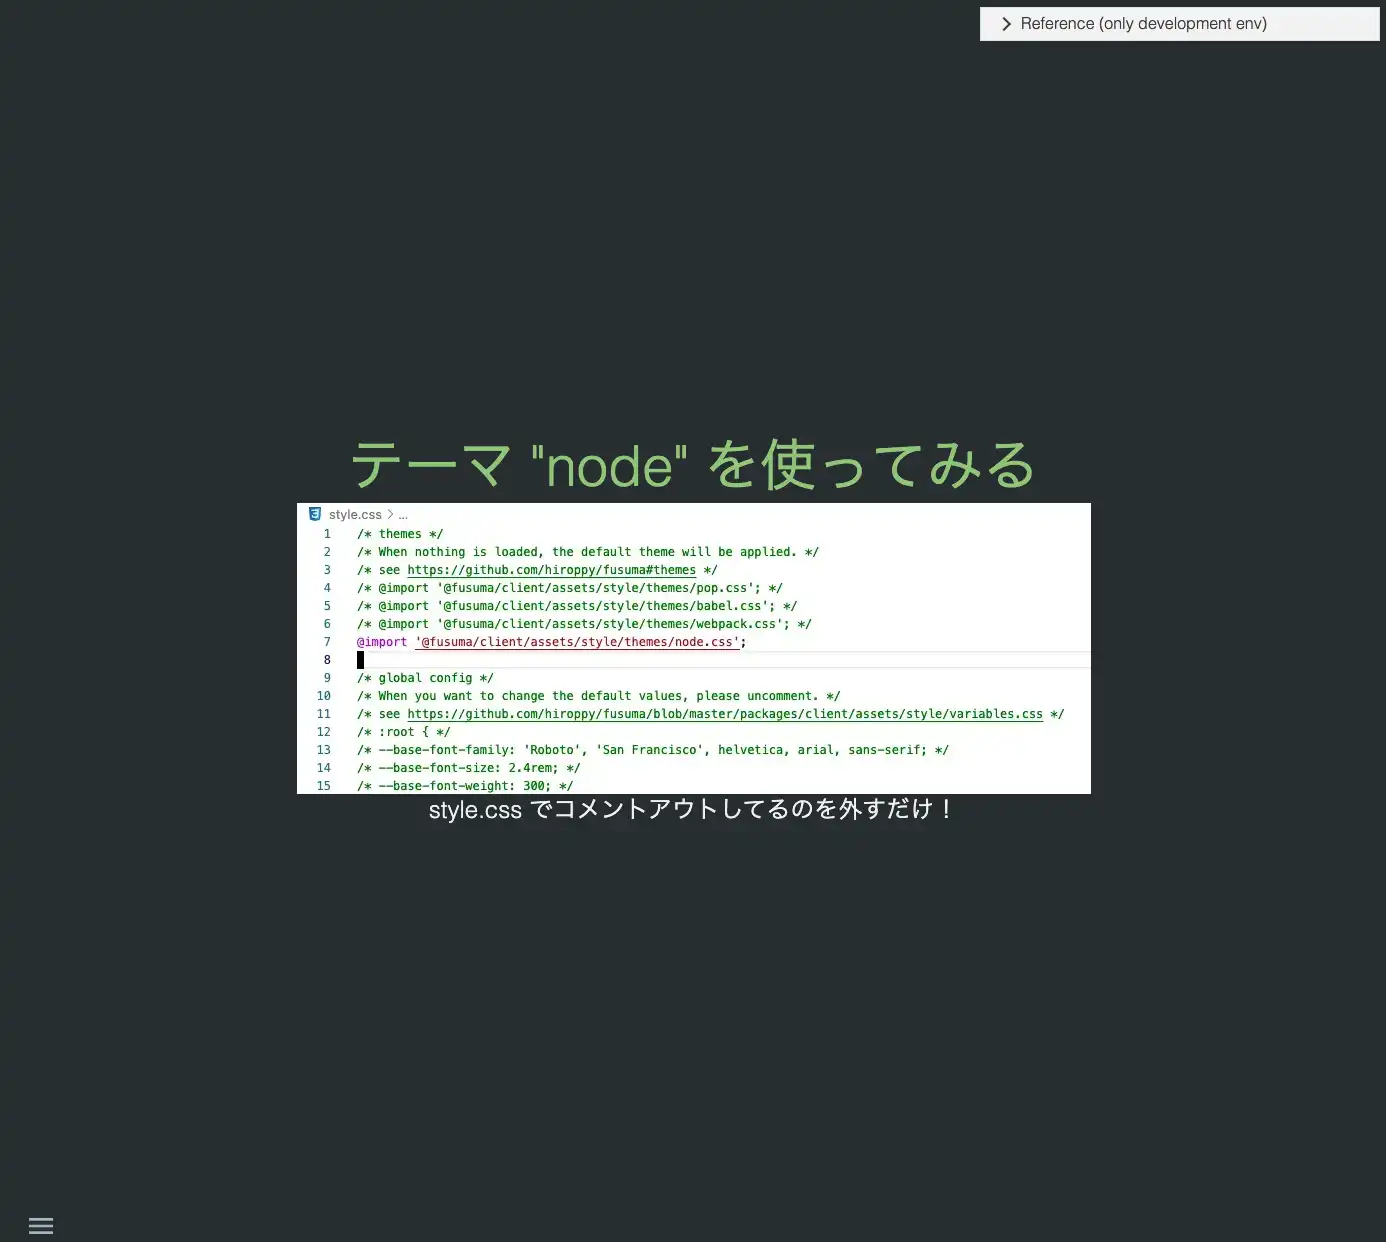 Reference (only development env)
テーマ "node" を使ってみる
style.css > ...
1 /* themes */
2 /* When nothing is loaded, the default theme will be applied. */
3 /* see https://github.com/hiroppy/fusuma#themes */
4 /* @import '@fusuma/client/assets/style/themes/pop.css'; */
5 /* @import '@fusuma/client/assets/style/themes/babel.css'; */
6 /* @import '@fusuma/client/assets/style/themes/webpack.css'; */
7 @import '@fusuma/client/assets/style/themes/node.css';
8
9 /* global config */
10 /* When you want to change the default values, please uncomment. */
11 /* see https://github.com/hiroppy/fusuma/blob/master/packages/client/assets/style/variables.css */
12 /* :root { */
13 /* --base-font-family: 'Roboto', 'San Francisco', helvetica, arial, sans-serif; */
14 /* --base-font-size: 2.4rem; */
15 /* --base-font-weight: 300; */
style.css でコメントアウトしてるのを外すだけ！